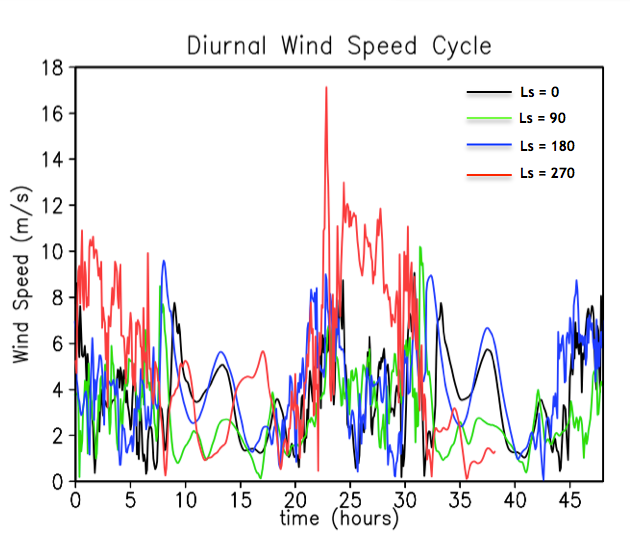 Diurnal Wind Speed Cycle
Wind Speed (m/s)
18
16
14
12
10
8
6
4
2
0
Ls = 0
Ls = 90
Ls = 180
Ls = 270
0 5 10 15 20 25 30 35 40 45
time (hours)